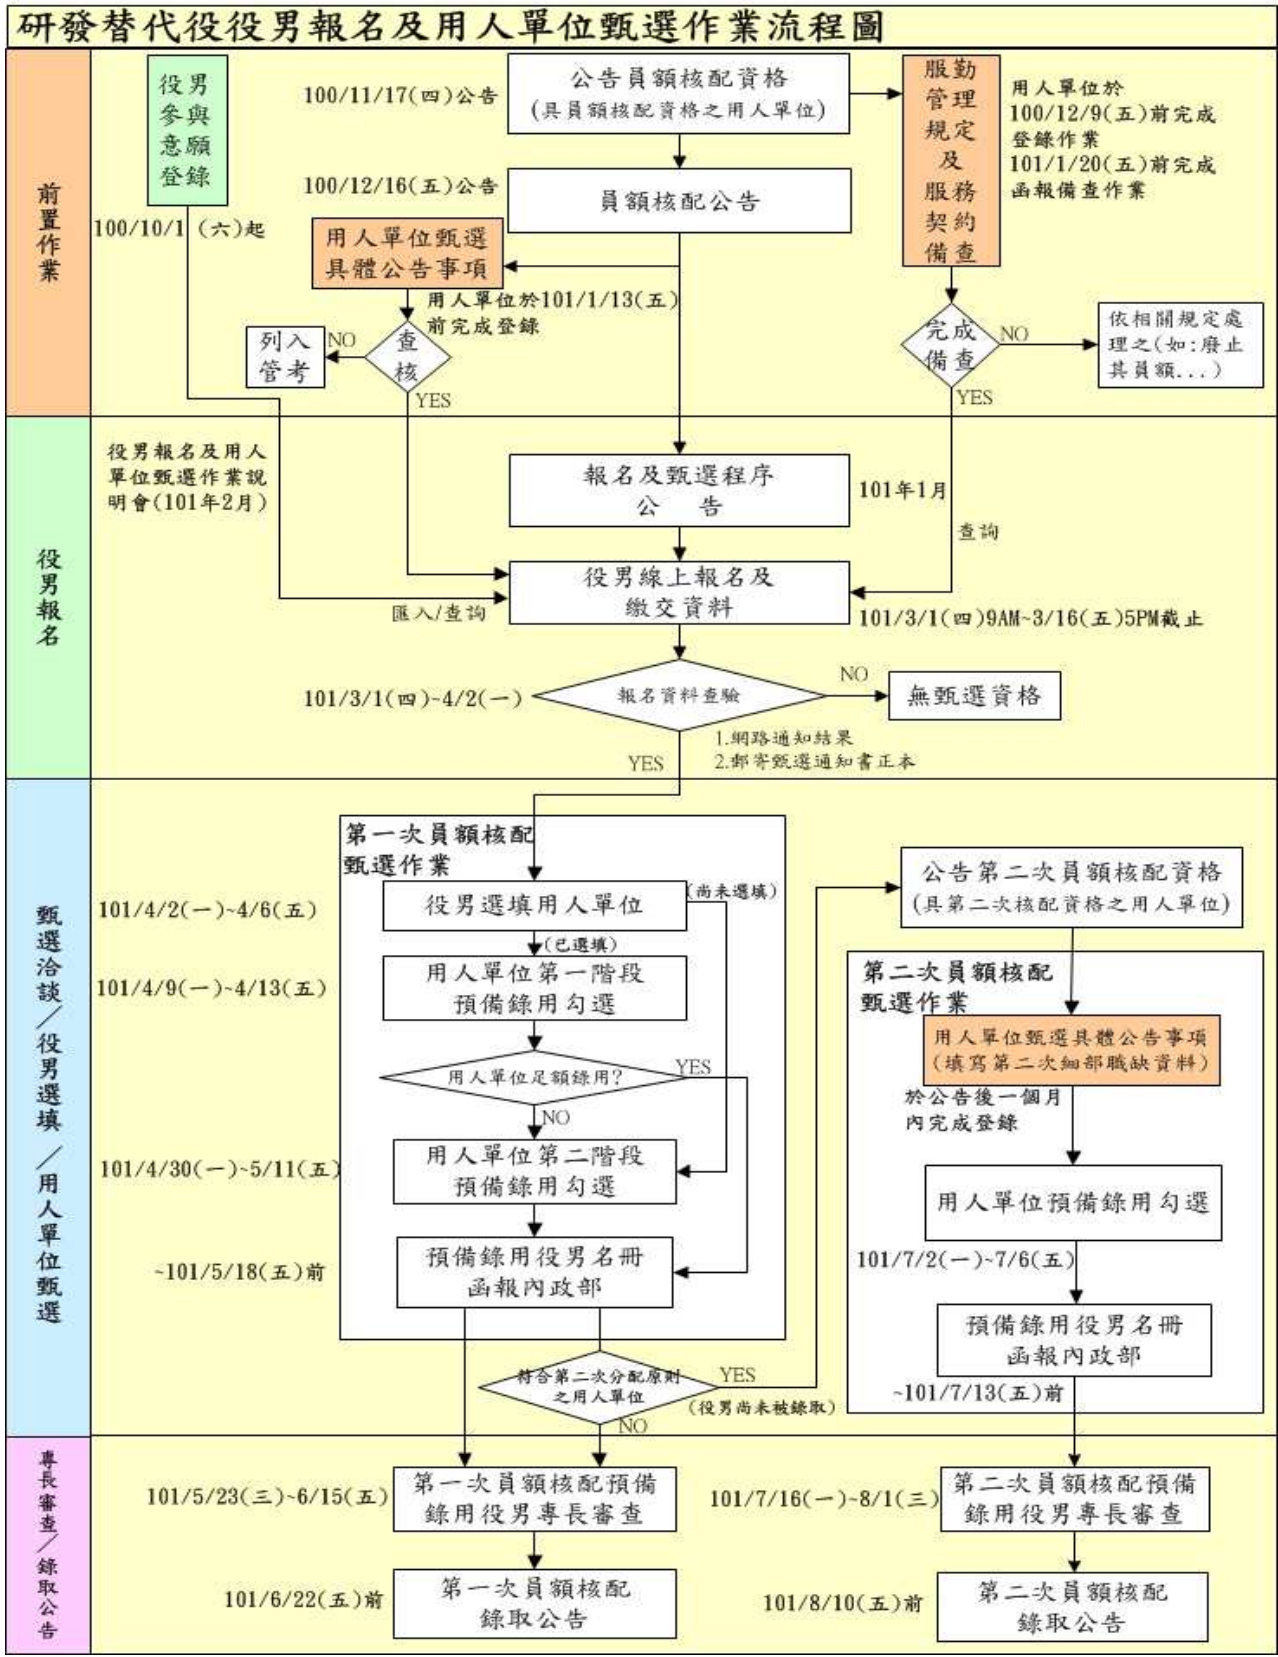 研發替代役役男報名及用人單位甄選作業流程圖
前置作業
役男
參與
意願
登錄
100/10/1 (六)起
100/11/17(四)公告
公告員額核配資格
(具員額核配資格之用人單位)
服勤
管理
規定
及
服務
契約
備查
用人單位於
100/12/9(五)前完成
登錄作業
101/1/20(五)前完成
函報備查作業
100/12/16(五)公告
員額核配公告
用人單位甄選
具體公告事項
用人單位於101/1/13(五)
前完成登錄
列入
管考
NO
查
核
YES
完成
備查
NO
YES
依相關規定處
理之(如:廢止
其員額...)
役男報名
役男報名及用人
單位甄選作業說
明會(101年2月)
報名及甄選程序
公 告
101年1月
查詢
役男線上報名及
繳交資料
匯入/查詢
101/3/1(四)9AM~3/16(五)5PM截止
101/3/1(四)~4/2(一)
報名資料查驗
NO
無甄選資格
YES
1.網路通知結果
2.郵寄甄選通知書正本
甄選洽談／役男選填／用人單位甄選
第一次員額核配
甄選作業
101/4/2(一)~4/6(五)
役男選填用人單位
(尚未選填)
(已選填)
101/4/9(一)~4/13(五)
用人單位第一階段
預備錄用勾選
用人單位足額錄用?
YES
NO
101/4/30(一)~5/11(五)
用人單位第二階段
預備錄用勾選
~101/5/18(五)前
預備錄用役男名冊
函報內政部
符合第二次分配原則
之用人單位
YES
(役男尚未被錄取)
NO
公告第二次員額核配資格
(具第二次核配資格之用人單位)
第二次員額核配
甄選作業
用人單位甄選具體公告事項
(填寫第二次細部職缺資料)
於公告後一個月
內完成登錄
用人單位預備錄用勾選
101/7/2(一)~7/6(五)
預備錄用役男名冊
函報內政部
~101/7/13(五)前
專長審查／錄取公告
101/5/23(三)~6/15(五)
第一次員額核配預備
錄用役男專長審查
101/7/16(一)~8/1(三)
第二次員額核配預備
錄用役男專長審查
101/6/22(五)前
第一次員額核配
錄取公告
101/8/10(五)前
第二次員額核配
錄取公告